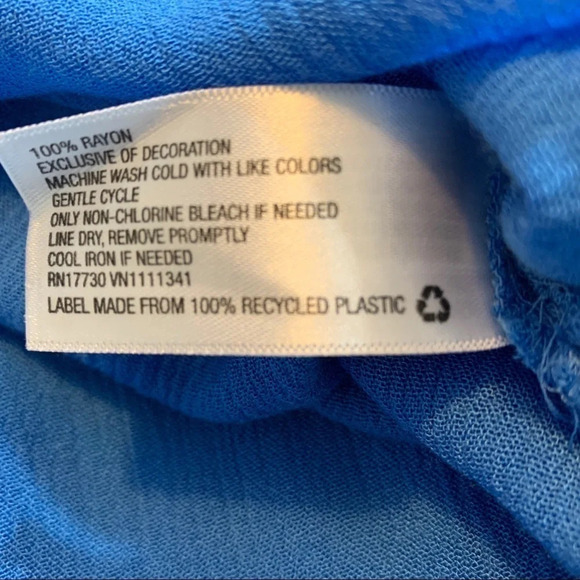 100% RAYON
EXCLUSIVE OF DECORATION
MACHINE WASH COLD WITH LIKE COLORS
GENTLE CYCLE
ONLY NON-CHLORINE BLEACH IF NEEDED
LINE DRY, REMOVE PROMPTLY
COOL IRON IF NEEDED
RN17730 VN1111341
LABEL MADE FROM 100% RECYCLED PLASTIC